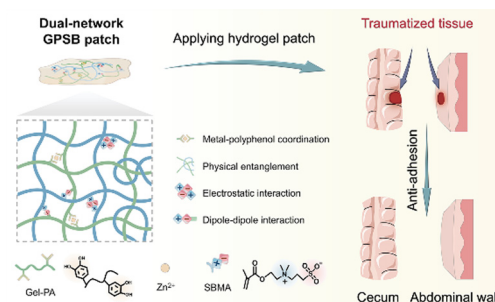 Dual-network
GPSB patch
Applying hydrogel patch
Traumatized tissue
Metal-polyphenol coordination
Physical entanglement
Electrostatic interaction
Dipole-dipole interaction
Anti-adhesion
Gel-PA
Zn²⁺
SBMA
Cecum
Abdominal wal